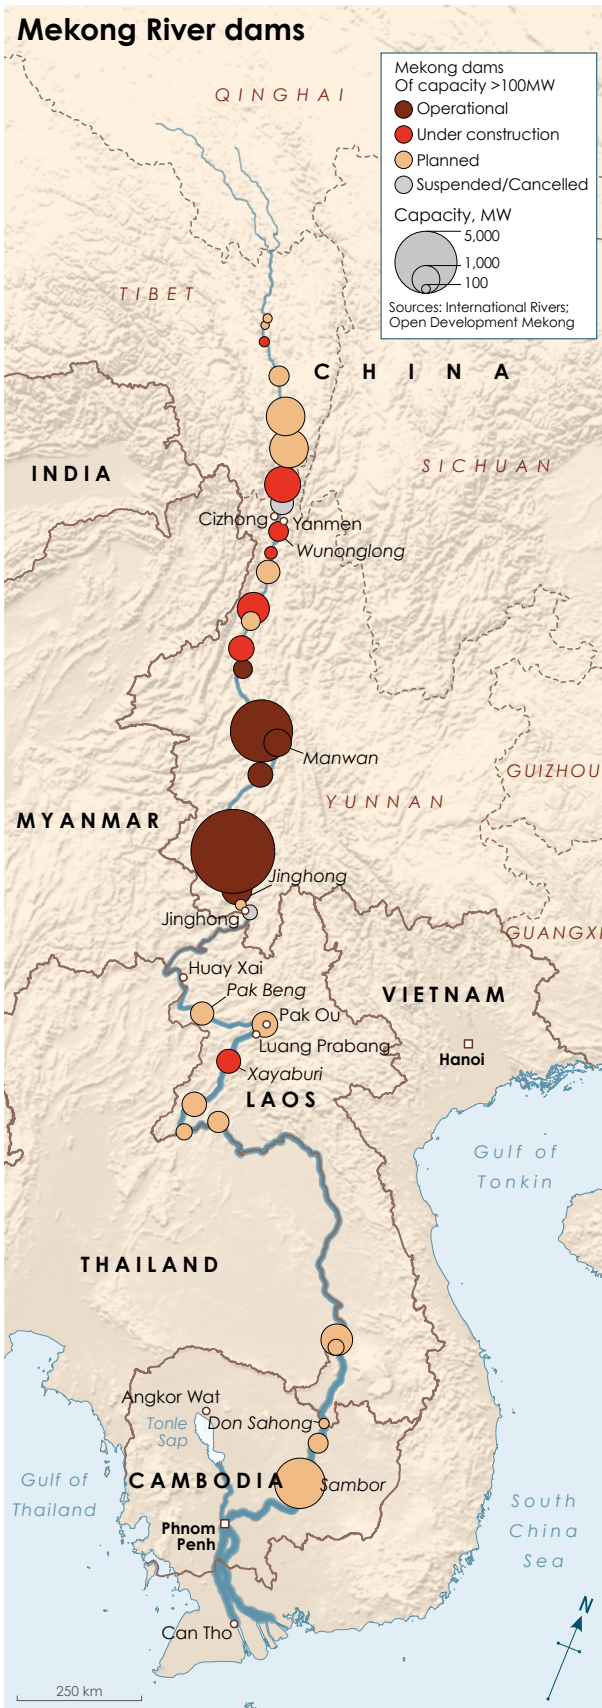 Mekong River dams
Mekong dams
Of capacity >100MW
Operational
Under construction
Planned
Suspended/Cancelled
Capacity, MW
5,000
1,000
100
Sources: International Rivers;
Open Development Mekong
QINGHAI
TIBET
CHINA
INDIA
SICHUAN
Cizhong
Yanmen
Wunonglong
Manwan
GUIZHOU
YUNNAN
MYANMAR
Jinghong
Jinghong
GUANGXI
Huay Xai
Pak Beng
VIETNAM
Pak Ou
Luang Prabang
Hanoi
Xayaburi
LAOS
Gulf of
Tonkin
THAILAND
Angkor Wat
Tonle
Sap
Don Sahong
Gulf of
Thailand
CAMBODIA
Sambor
South
China
Sea
Phnom
Penh
N
Can Tho
250 km